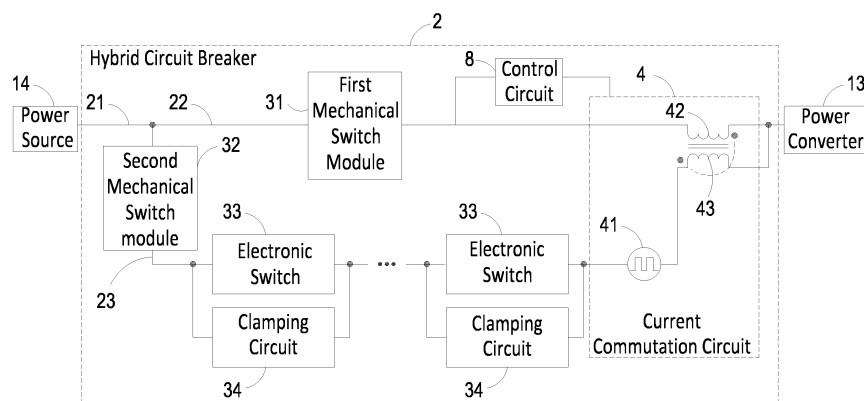 2
Hybrid Circuit Breaker
8
Control
Circuit
4
14
21
22
31
First
Mechanical
Switch
Module
42
13
Power
Source
Power
Converter
32
Second
Mechanical
Switch
module
43
33
33
41
Electronic
Switch
•••
Electronic
Switch
23
Clamping
Circuit
Clamping
Circuit
Current
Commutation Circuit
34
34